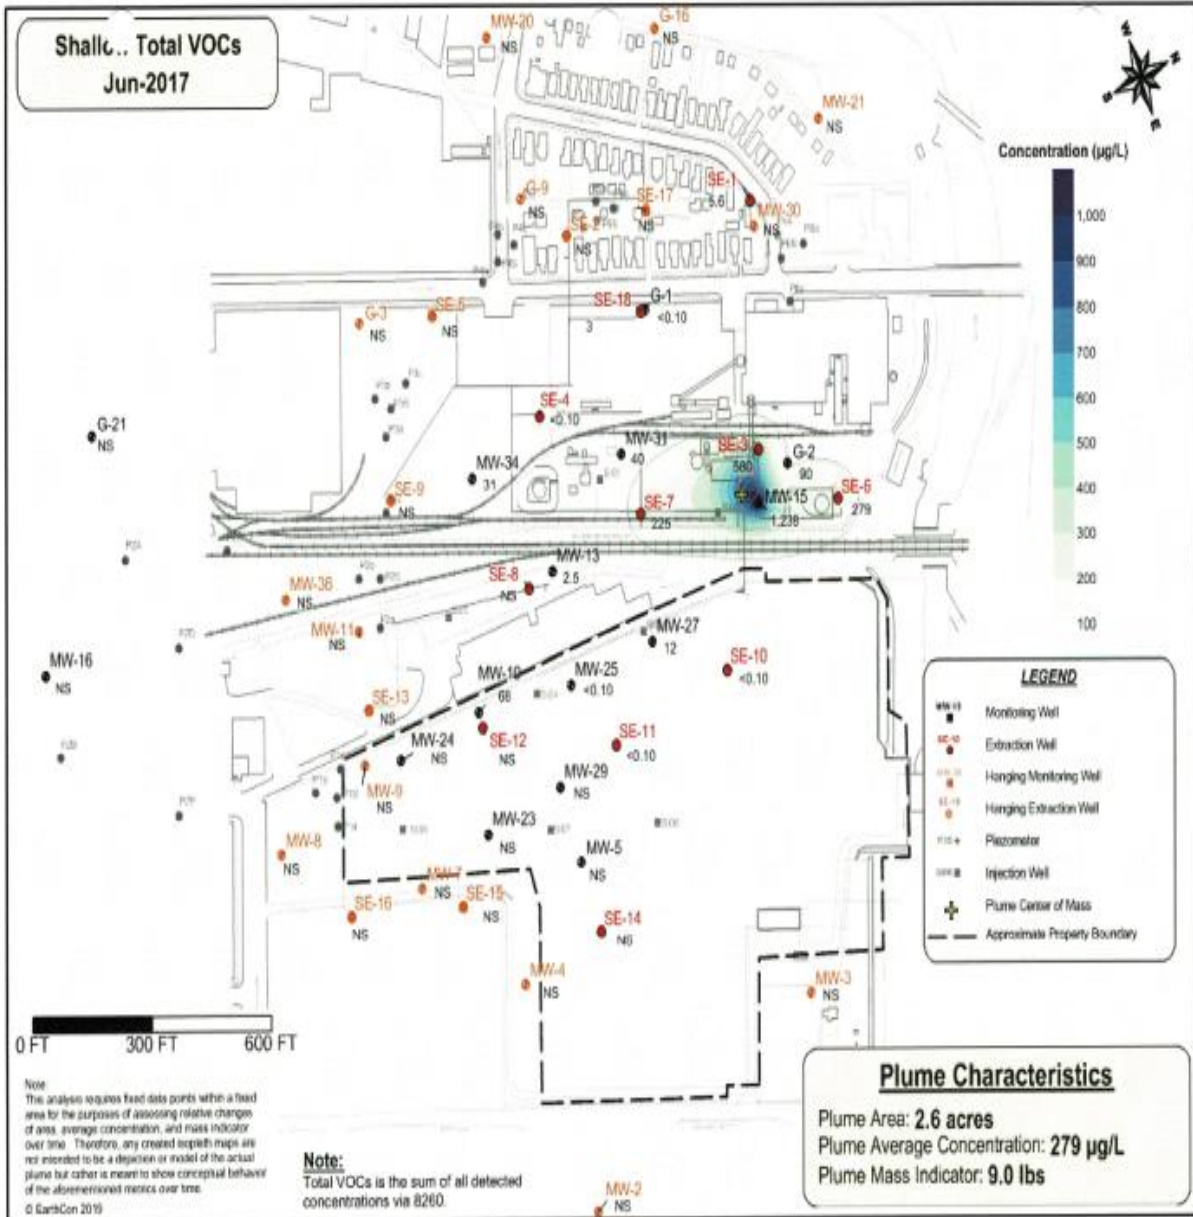 Total VOCs
Jun-2017
MW-20
NS
G-16
NS
MW-21
NS
Concentration (µg/L)
1,000
900
800
700
600
500
400
300
200
100
G-9
NS
SE-17
NS
SE-1
5.6
MW-30
NS
SE-2
NS
SE-18
3
G-1
<0.10
G-3
NS
SE-5
NS
SE-4
<0.10
G-21
NS
MW-34
31
MW-31
40
SE-3
580
G-2
90
MW-15
1,238
SE-6
279
SE-7
225
SE-9
NS
MW-13
2.5
SE-8
NS
MW-36
NS
MW-11
NS
MW-27
12
MW-16
NS
SE-10
<0.10
MW-10
68
MW-25
<0.10
SE-13
NS
SE-12
NS
SE-11
<0.10
MW-24
NS
MW-9
NS
MW-29
NS
MW-23
NS
MW-5
NS
MW-8
NS
MW-7
NS
SE-15
NS
SE-16
NS
SE-14
NS
MW-4
NS
MW-3
NS
MW-2
NS
LEGEND
Monitoring Well
SE-10
Extraction Well
Hanging Monitoring Well
Hanging Extraction Well
Piezometer
Injection Well
Plume Center of Mass
Approximate Property Boundary
0 FT
300 FT
600 FT
Note
This analysis requires fixed data points within a fixed
area for the purposes of assessing relative changes
of area, average concentration, and mass indicator
over time. Therefore, any created isopleth maps are
not intended to be a depiction or model of the actual
plume but rather is meant to show conceptual behavior
of the aforementioned metrics over time.
© EarthCon 2019
Note:
Total VOCs is the sum of all detected
concentrations via 8260.
Plume Characteristics
Plume Area: 2.6 acres
Plume Average Concentration: 279 µg/L
Plume Mass Indicator: 9.0 lbs